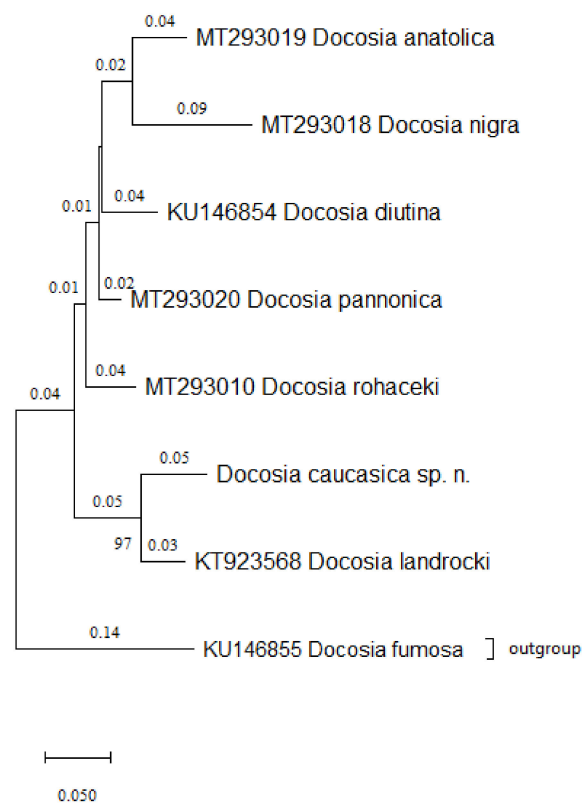 0.04
MT293019 Docosia anatolica
0.02
0.09
MT293018 Docosia nigra
0.04
KU146854 Docosia diutina
0.01
0.02
MT293020 Docosia pannonica
0.01
0.04
MT293010 Docosia rohaceki
0.04
0.05
Docosia caucasica sp. n.
0.05
97
0.03
KT923568 Docosia landrocki
0.14
KU146855 Docosia fumosa
outgroup
0.050